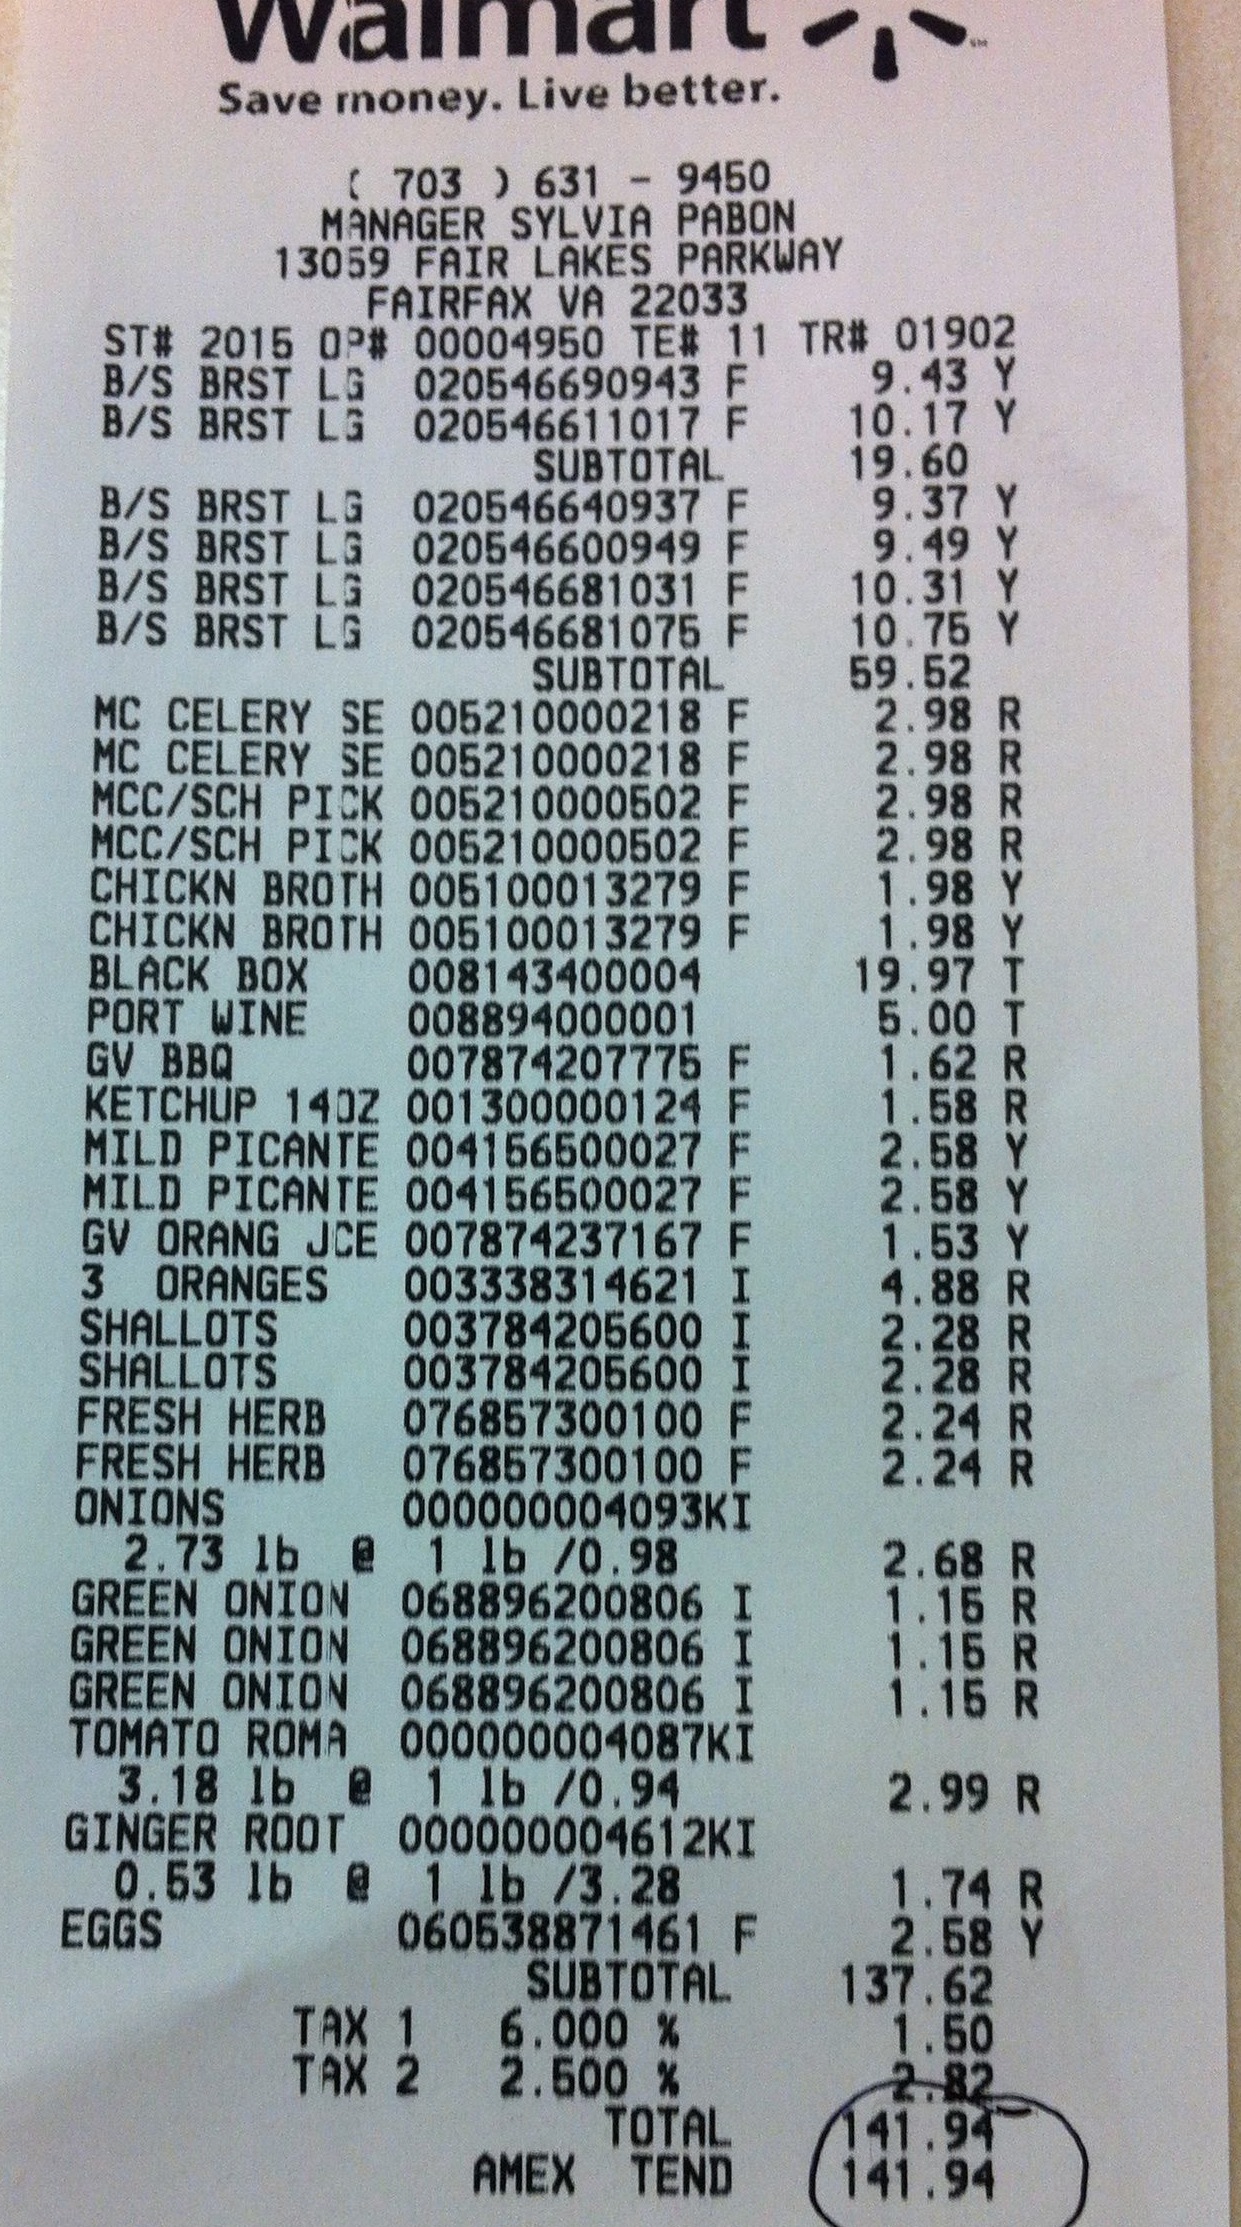 Walmart
Save money. Live better.
( 703 ) 631 - 9450
MANAGER SYLVIA PABON
13059 FAIR LAKES PARKWAY
FAIRFAX VA 22033
ST# 2015 OP# 00004950 TE# 11 TR# 01902
B/S BRST LG 020546690943 F 9.43 Y
B/S BRST LG 020546611017 F 10.17 Y
SUBTOTAL 19.60
B/S BRST LG 020546640937 F 9.37 Y
B/S BRST LG 020546600949 F 9.49 Y
B/S BRST LG 020546681031 F 10.31 Y
B/S BRST LG 020546681075 F 10.75 Y
SUBTOTAL 59.52
MC CELERY SE 005210000218 F 2.98 R
MC CELERY SE 005210000218 F 2.98 R
MCC/SCH PICK 005210000502 F 2.98 R
MCC/SCH PICK 005210000502 F 2.98 R
CHICKN BROTH 005100013279 F 1.98 Y
CHICKN BROTH 005100013279 F 1.98 Y
BLACK BOX 008143400004 19.97 T
PORT WINE 008894000001 5.00 T
GV BBQ 007874207775 F 1.62 R
KETCHUP 14OZ 001300000124 F 1.58 R
MILD PICANTE 004156500027 F 2.58 Y
MILD PICANTE 004156500027 F 2.58 Y
GV ORANG JCE 007874237167 F 1.53 Y
3 ORANGES 003338314621 I 4.88 R
SHALLOTS 003784205600 I 2.28 R
SHALLOTS 003784205600 I 2.28 R
FRESH HERB 076857300100 F 2.24 R
FRESH HERB 076857300100 F 2.24 R
ONIONS 000000004093KI
2.73 lb @ 1 lb /0.98 2.68 R
GREEN ONION 068896200806 I 1.15 R
GREEN ONION 068896200806 I 1.15 R
GREEN ONION 068896200806 I 1.15 R
TOMATO ROMA 000000004087KI
3.18 lb @ 1 lb /0.94 2.99 R
GINGER ROOT 000000004612KI
0.53 lb @ 1 lb /3.28 1.74 R
EGGS 060538871461 F 2.58 Y
SUBTOTAL 137.62
TAX 1 6.000 % 1.50
TAX 2 2.500 % 2.82
TOTAL 141.94
AMEX TEND 141.94